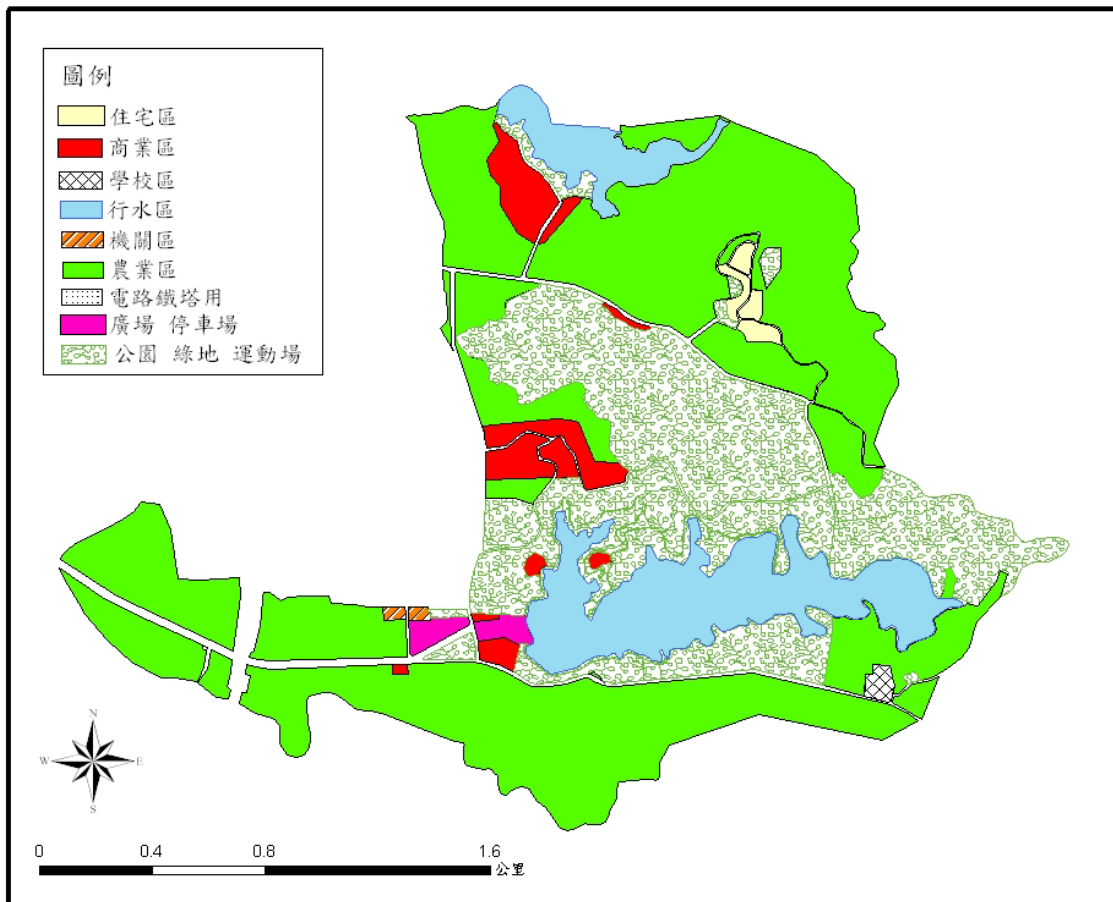 圖例
住宅區
商業區
學校區
行水區
機關區
農業區
電路鐵塔用
廣場 停車場
公園 綠地 運動場
N
W E
S
0 0.4 0.8 1.6
公里